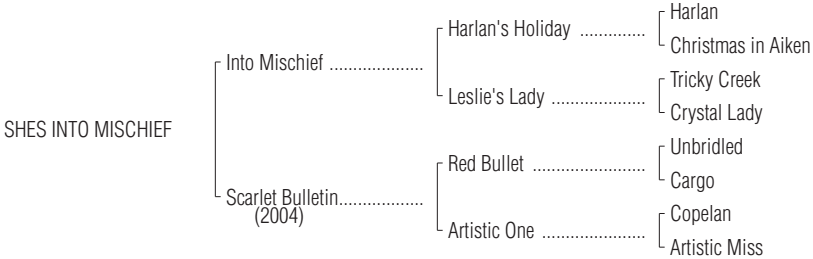 Harlan
Harlan's Holiday ..............
Christmas in Aiken
Into Mischief ....................
Tricky Creek
Leslie's Lady ....................
Crystal Lady
SHES INTO MISCHIEF
Unbridled
Red Bullet ........................
Cargo
Scarlet Bulletin..................
(2004)
Copelan
Artistic One ......................
Artistic Miss